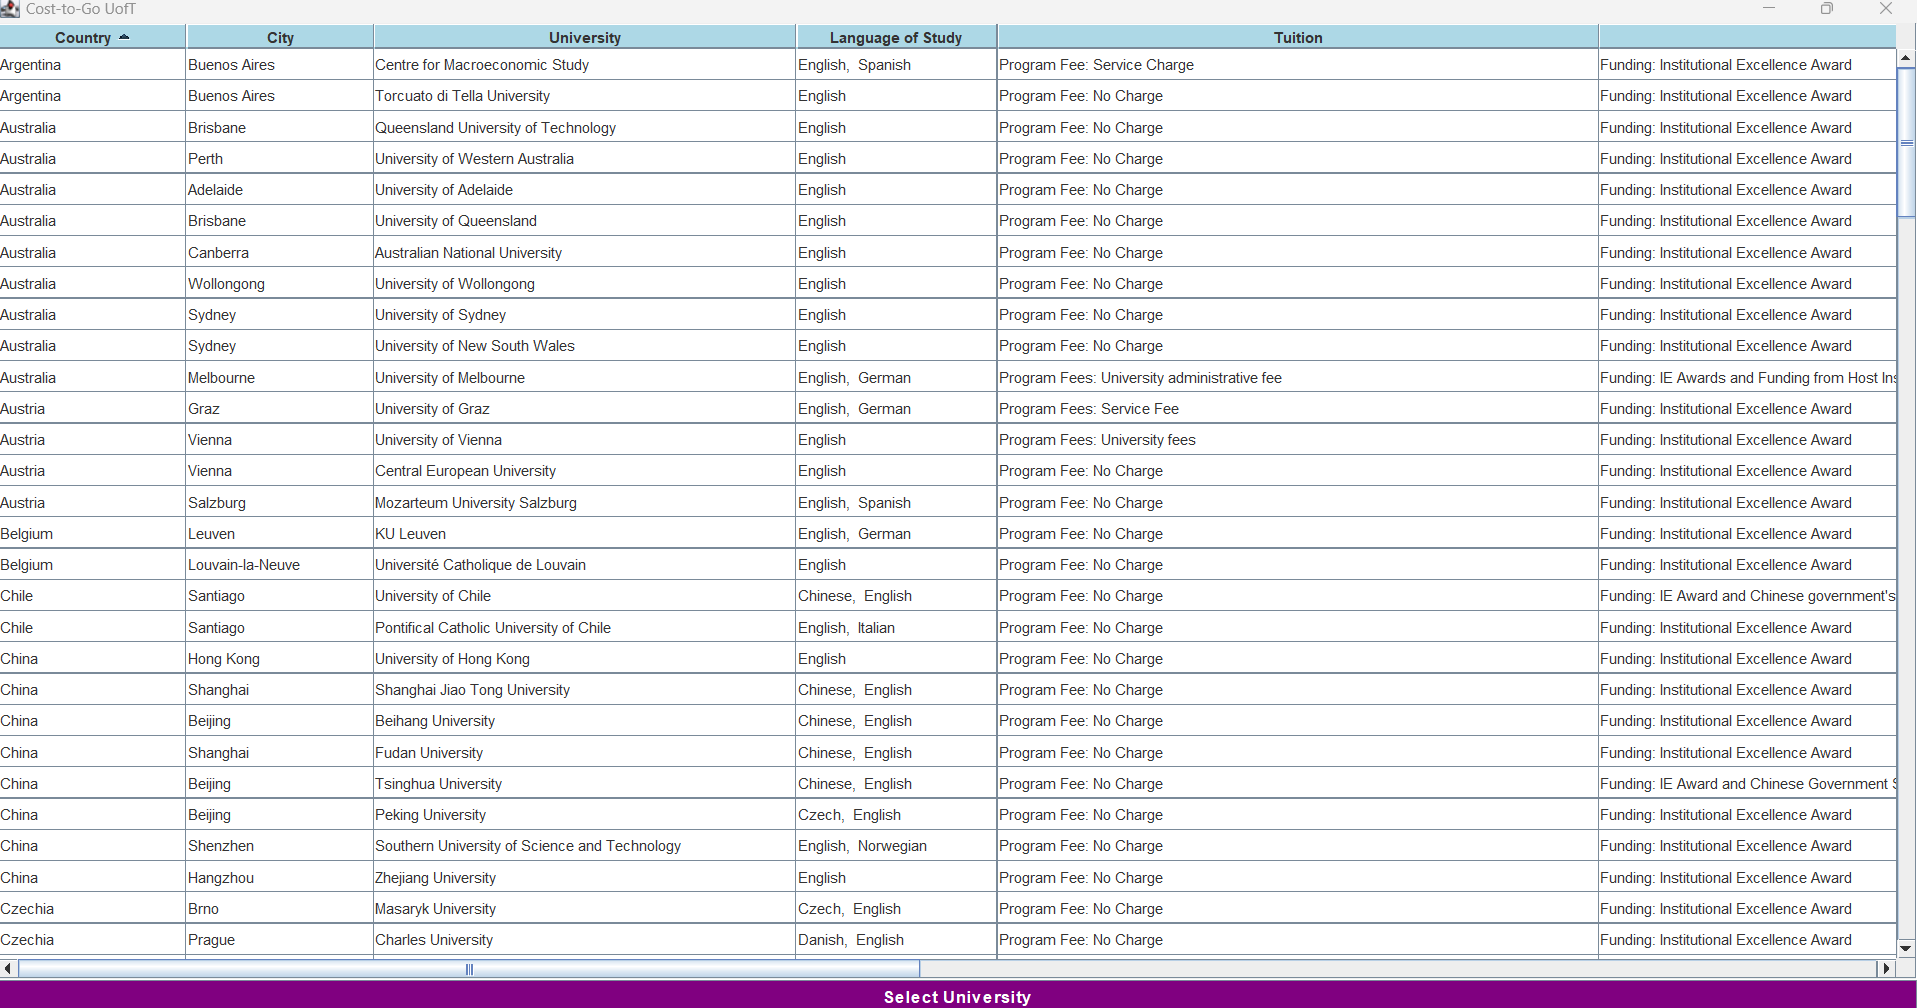 Cost-to-Go UofT
Country City University Language of Study Tuition
Argentina Buenos Aires Centre for Macroeconomic Study English, Spanish Program Fee: Service Charge Funding: Institutional Excellence Award
Argentina Buenos Aires Torcuato di Tella University English Program Fee: No Charge Funding: Institutional Excellence Award
Australia Brisbane Queensland University of Technology English Program Fee: No Charge Funding: Institutional Excellence Award
Australia Perth University of Western Australia English Program Fee: No Charge Funding: Institutional Excellence Award
Australia Adelaide University of Adelaide English Program Fee: No Charge Funding: Institutional Excellence Award
Australia Brisbane University of Queensland English Program Fee: No Charge Funding: Institutional Excellence Award
Australia Canberra Australian National University English Program Fee: No Charge Funding: Institutional Excellence Award
Australia Wollongong University of Wollongong English Program Fee: No Charge Funding: Institutional Excellence Award
Australia Sydney University of Sydney English Program Fee: No Charge Funding: Institutional Excellence Award
Australia Sydney University of New South Wales English Program Fee: No Charge Funding: Institutional Excellence Award
Australia Melbourne University of Melbourne English, German Program Fees: University administrative fee Funding: IE Awards and Funding from Host
Austria Graz University of Graz English, German Program Fees: Service Fee Funding: Institutional Excellence Award
Austria Vienna University of Vienna English Program Fees: University fees Funding: Institutional Excellence Award
Austria Vienna Central European University English Program Fee: No Charge Funding: Institutional Excellence Award
Austria Salzburg Mozarteum University Salzburg English, Spanish Program Fee: No Charge Funding: Institutional Excellence Award
Belgium Leuven KU Leuven English, German Program Fee: No Charge Funding: Institutional Excellence Award
Belgium Louvain-la-Neuve Université Catholique de Louvain English Program Fee: No Charge Funding: Institutional Excellence Award
Chile Santiago University of Chile Chinese, English Program Fee: No Charge Funding: IE Award and Chinese government's
Chile Santiago Pontifical Catholic University of Chile English, Italian Program Fee: No Charge Funding: Institutional Excellence Award
China Hong Kong University of Hong Kong English Program Fee: No Charge Funding: Institutional Excellence Award
China Shanghai Shanghai Jiao Tong University Chinese, English Program Fee: No Charge Funding: Institutional Excellence Award
China Beijing Beihang University Chinese, English Program Fee: No Charge Funding: Institutional Excellence Award
China Shanghai Fudan University Chinese, English Program Fee: No Charge Funding: Institutional Excellence Award
China Beijing Tsinghua University Chinese, English Program Fee: No Charge Funding: IE Award and Chinese Government
China Beijing Peking University Czech, English Program Fee: No Charge Funding: Institutional Excellence Award
China Shenzhen Southern University of Science and Technology English, Norwegian Program Fee: No Charge Funding: Institutional Excellence Award
China Hangzhou Zhejiang University English Program Fee: No Charge Funding: Institutional Excellence Award
Czechia Brno Masaryk University Czech, English Program Fee: No Charge Funding: Institutional Excellence Award
Czechia Prague Charles University Danish, English Program Fee: No Charge Funding: Institutional Excellence Award
Select University